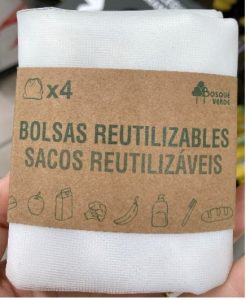 x4
BOSQUE
VERDE
BOLSAS REUTILIZABLES
SACOS REUTILIZÁVEIS